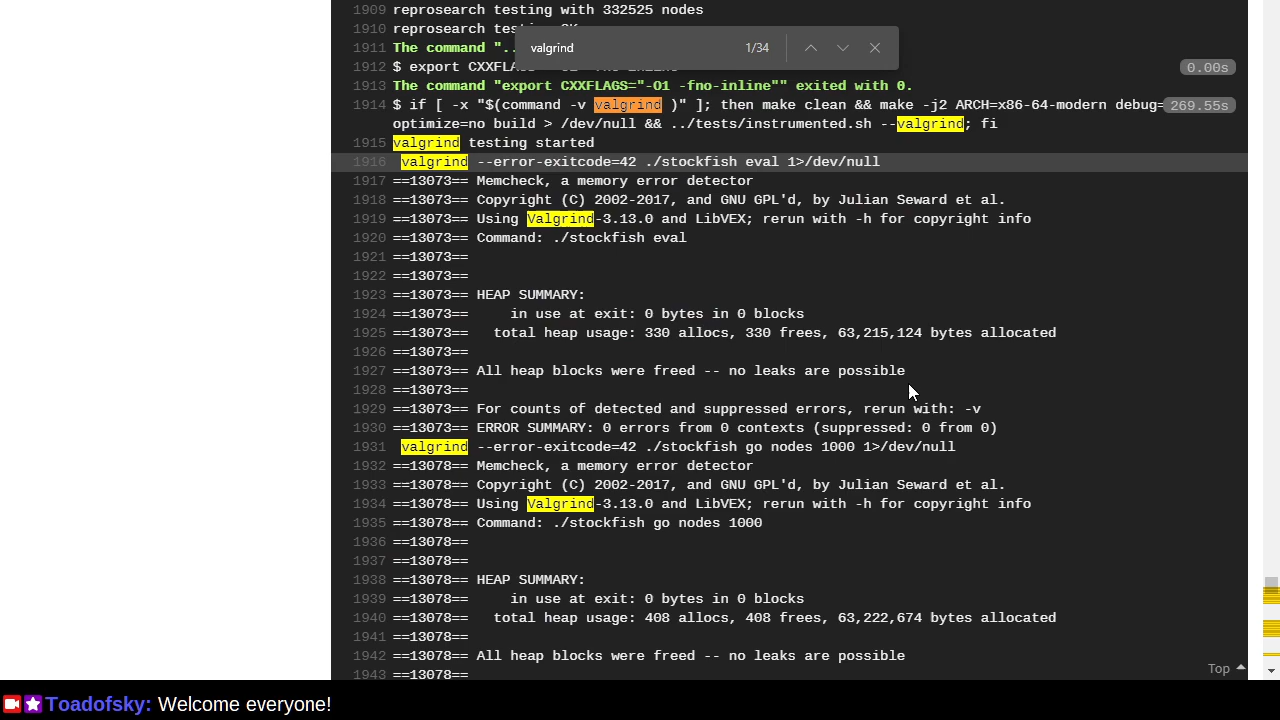 1909 reprosearch testing with 332525 nodes
1910 reprosearch tes
valgrind 1/34
1911 The command "..
1912 $ export CXXFLA 0.00s
1913 The command "export CXXFLAGS="-O1 -fno-inline"" exited with 0.
1914 $ if [ -x "$(command -v valgrind )" ]; then make clean && make -j2 ARCH=x86-64-modern debug= 269.55s
optimize=no build > /dev/null && ../tests/instrumented.sh --valgrind; fi
1915 valgrind testing started
1916 valgrind --error-exitcode=42 ./stockfish eval 1>/dev/null
1917 ==13073== Memcheck, a memory error detector
1918 ==13073== Copyright (C) 2002-2017, and GNU GPL'd, by Julian Seward et al.
1919 ==13073== Using Valgrind-3.13.0 and LibVEX; rerun with -h for copyright info
1920 ==13073== Command: ./stockfish eval
1921 ==13073==
1922 ==13073==
1923 ==13073== HEAP SUMMARY:
1924 ==13073== in use at exit: 0 bytes in 0 blocks
1925 ==13073== total heap usage: 330 allocs, 330 frees, 63,215,124 bytes allocated
1926 ==13073==
1927 ==13073== All heap blocks were freed -- no leaks are possible
1928 ==13073==
1929 ==13073== For counts of detected and suppressed errors, rerun with: -v
1930 ==13073== ERROR SUMMARY: 0 errors from 0 contexts (suppressed: 0 from 0)
1931 valgrind --error-exitcode=42 ./stockfish go nodes 1000 1>/dev/null
1932 ==13078== Memcheck, a memory error detector
1933 ==13078== Copyright (C) 2002-2017, and GNU GPL'd, by Julian Seward et al.
1934 ==13078== Using Valgrind-3.13.0 and LibVEX; rerun with -h for copyright info
1935 ==13078== Command: ./stockfish go nodes 1000
1936 ==13078==
1937 ==13078==
1938 ==13078== HEAP SUMMARY:
1939 ==13078== in use at exit: 0 bytes in 0 blocks
1940 ==13078== total heap usage: 408 allocs, 408 frees, 63,222,674 bytes allocated
1941 ==13078==
1942 ==13078== All heap blocks were freed -- no leaks are possible
1943 ==13078==
Top
Toadofsky: Welcome everyone!